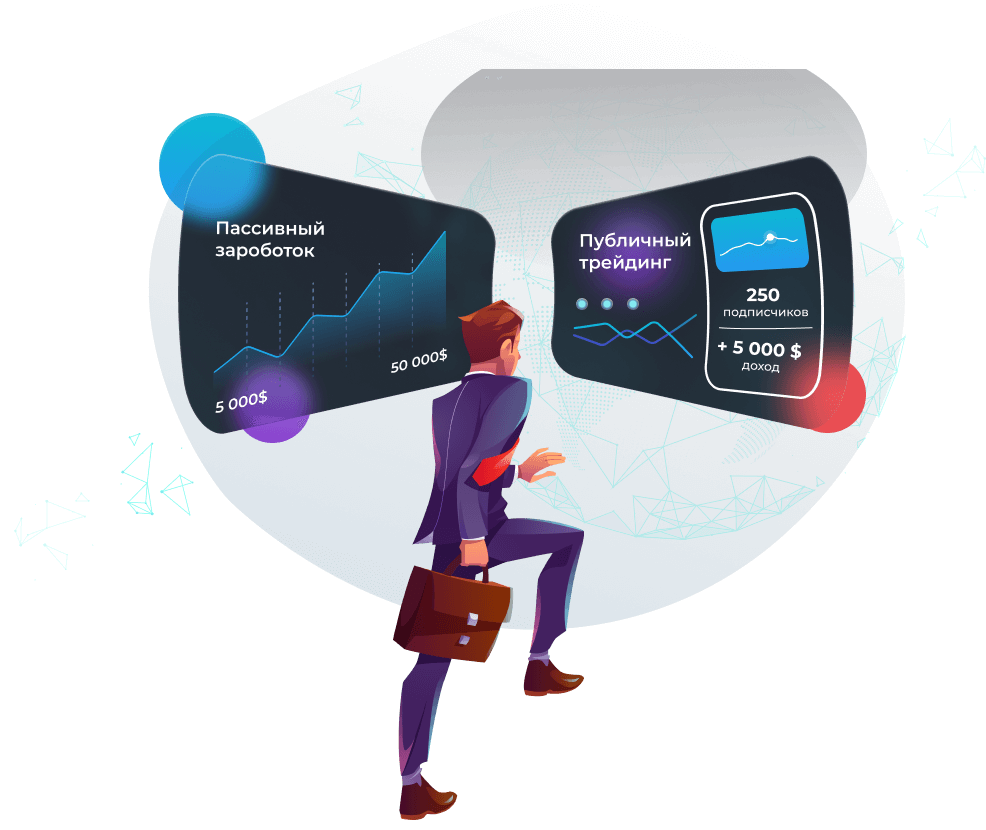 Пассивный
зароботок
50 000$
5 000$
Публичный
трейдинг
250
подписчиков
+ 5 000 $
доход